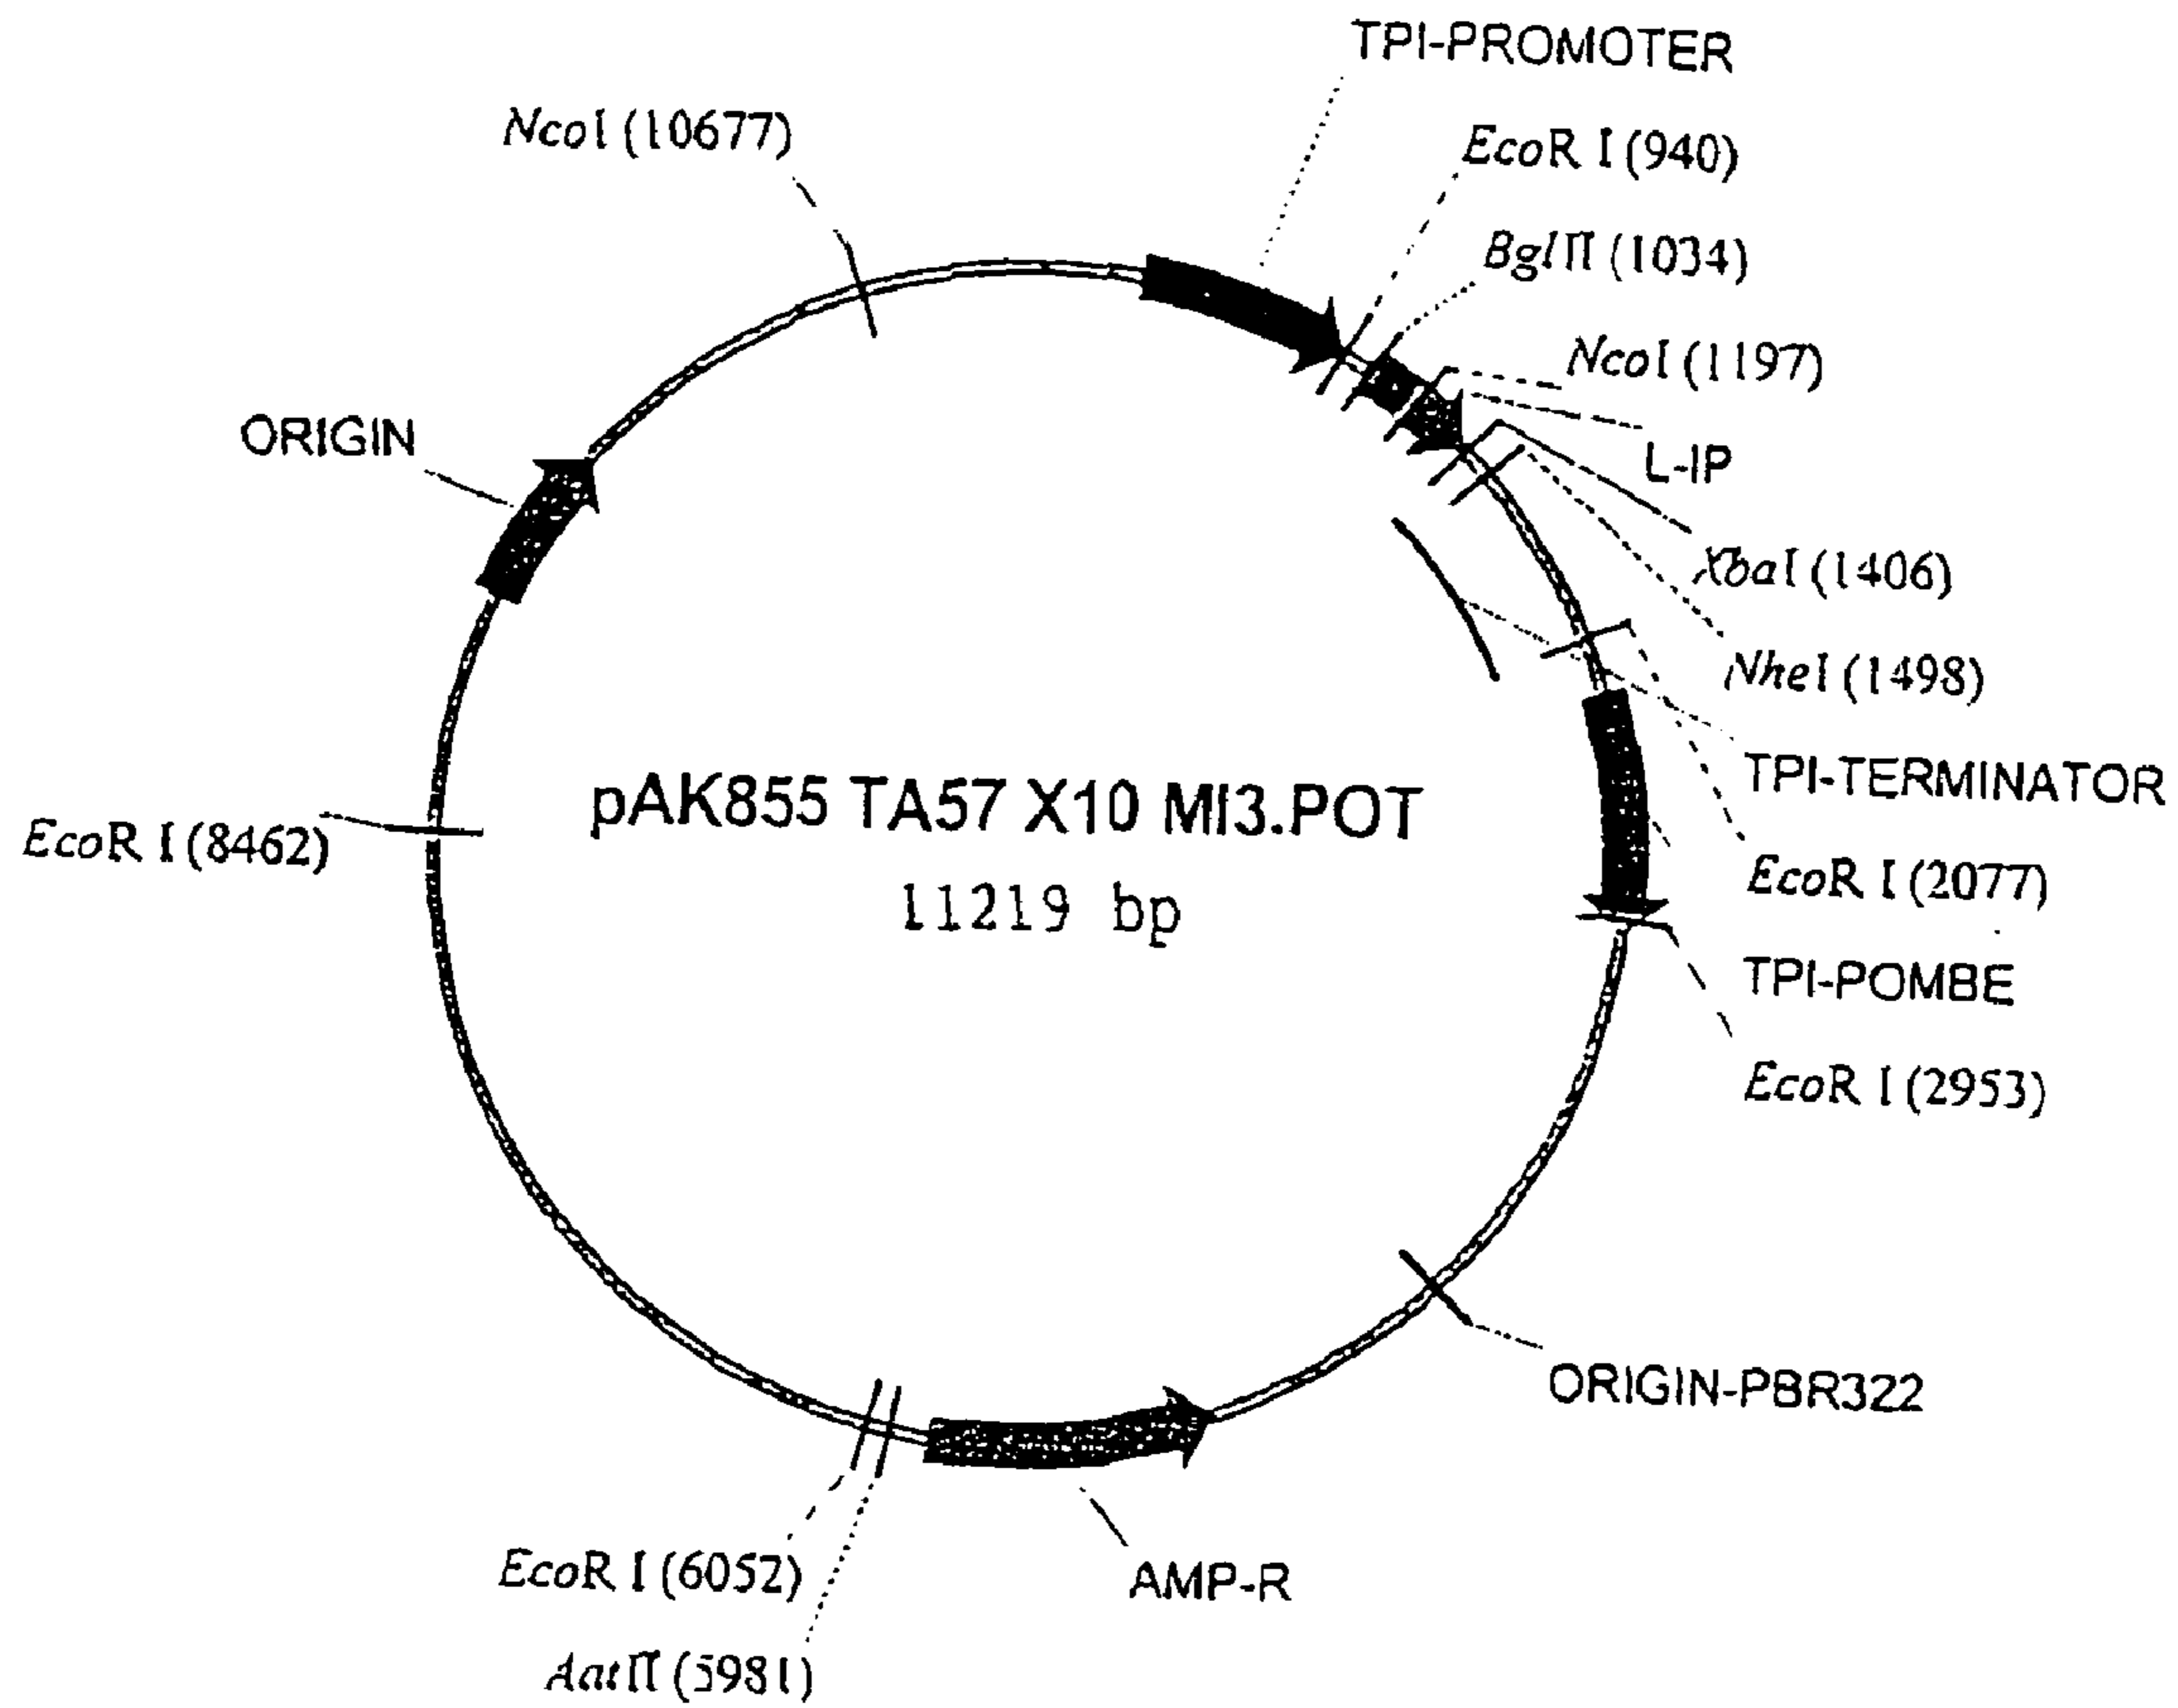 TPI-PROMOTER
NcoI (10677)
EcoR I (940)
BglII (1034)
NcoI (1197)
ORIGIN
L-IP
XbaI (1406)
NheI (1498)
TPI-TERMINATOR
pAK855 TA57 X10 MI3.POT
EcoR I (8462)
EcoR I (2077)
11219 bp
TPI-POMBE
EcoR I (2953)
ORIGIN-PBR322
EcoR I (6052)
AMP-R
AatII (5981)